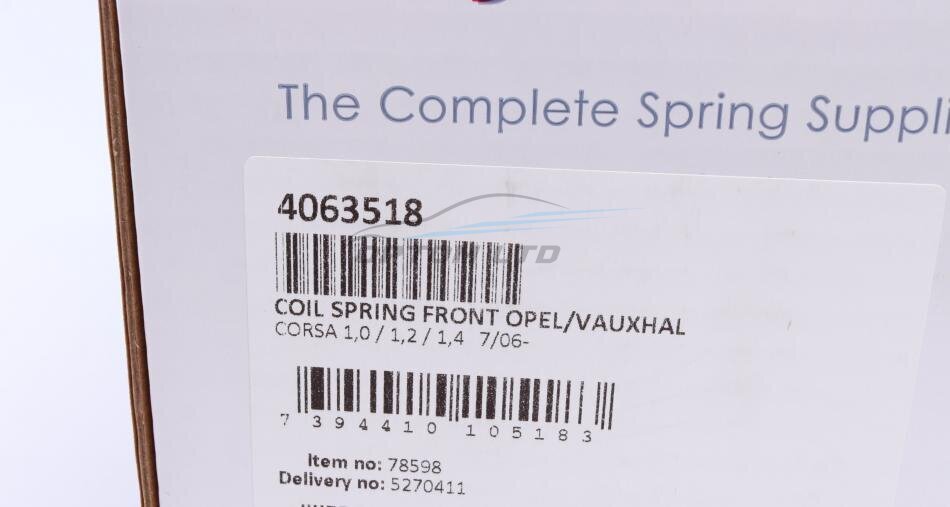 The Complete Spring Suppli
4063518
COIL SPRING FRONT OPEL/VAUXHAL
CORSA 1,0 / 1,2 / 1,4 7/06-
7 394410 105183
Item no: 78598
Delivery no: 5270411